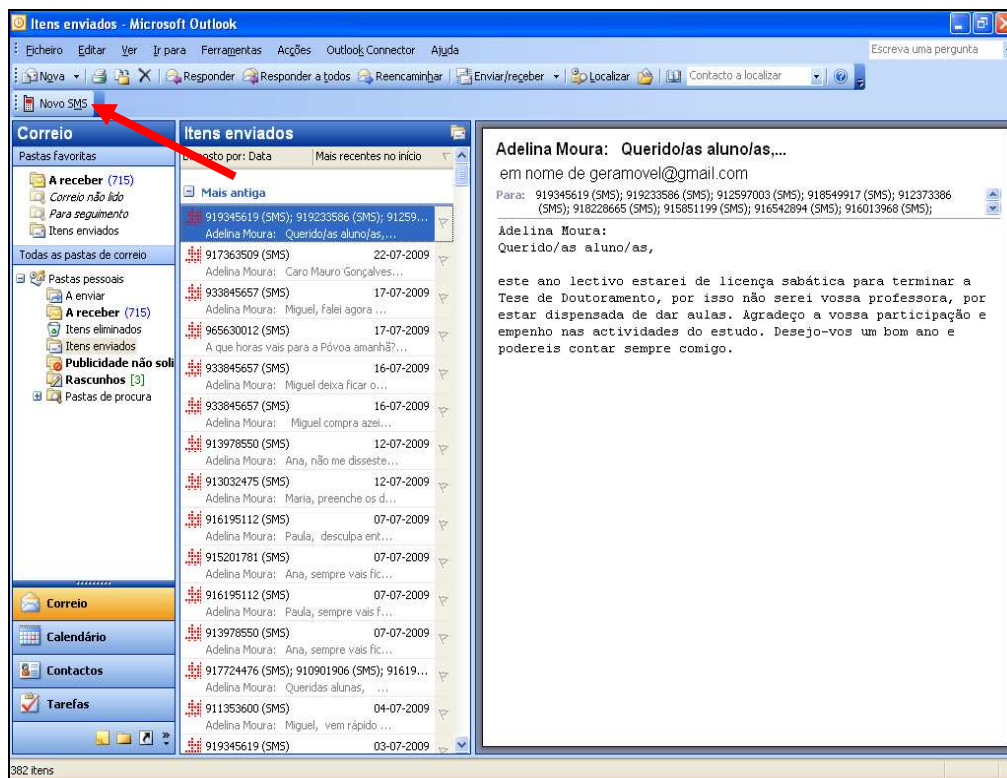 Itens enviados - Microsoft Outlook
Ficheiro Editar Ver Ir para Ferramentas Acções Outlook Connector Ajuda Escreva uma pergunta
Nova Responder Responder a todos Reencaminhar Enviar/receber Localizar Contacto a localizar
Novo SMS
Correio
Pastas favoritas
A receber (715)
Correio não lido
Para seguimento
Itens enviados
Todas as pastas de correio
Pastas pessoais
A enviar
A receber (715)
Itens eliminados
Itens enviados
Publicidade não soli
Rascunhos [3]
Pastas de procura
Correio
Calendário
Contactos
Tarefas
382 itens
Itens enviados
por: Data Mais recentes no início
Mais antiga
919345619 (SMS); 919233586 (SMS); 91259...
Adelina Moura: Querido/as aluno/as,...
917363509 (SMS) 22-07-2009
Adelina Moura: Caro Mauro Gonçalves...
933845657 (SMS) 17-07-2009
Adelina Moura: Miguel, falei agora ...
965630012 (SMS) 17-07-2009
A que horas vais para a Póvoa amanhã?...
933845657 (SMS) 16-07-2009
Adelina Moura: Miguel deixa ficar o...
933845657 (SMS) 16-07-2009
Adelina Moura: Miguel compra azei...
913978550 (SMS) 12-07-2009
Adelina Moura: Ana, não me disseste...
913032475 (SMS) 12-07-2009
Adelina Moura: Maria, preenche os d...
916195112 (SMS) 07-07-2009
Adelina Moura: Paula, desculpa ent...
915201781 (SMS) 07-07-2009
Adelina Moura: Ana, sempre vais fic...
916195112 (SMS) 07-07-2009
Adelina Moura: Paula, sempre vais f...
913978550 (SMS) 07-07-2009
Adelina Moura: Ana, sempre vais fic...
917724476 (SMS); 910901906 (SMS); 91619...
Adelina Moura: Queridas alunas, ...
911353600 (SMS) 04-07-2009
Adelina Moura: Miguel, vem rápido ...
919345619 (SMS) 03-07-2009
Adelina Moura: Querido/as aluno/as,...
em nome de geramovel@gmail.com
Para: 919345619 (SMS); 919233586 (SMS); 912597003 (SMS); 918549917 (SMS); 912373386
(SMS); 918228665 (SMS); 915851199 (SMS); 916542894 (SMS); 916013968 (SMS);
Adelina Moura:
Querido/as aluno/as,
este ano lectivo estarei de licença sabática para terminar a
Tese de Doutoramento, por isso não serei vossa professora, por
estar dispensada de dar aulas. Agradeço a vossa participação e
empenho nas actividades do estudo. Desejo-vos um bom ano e
podereis contar sempre comigo.